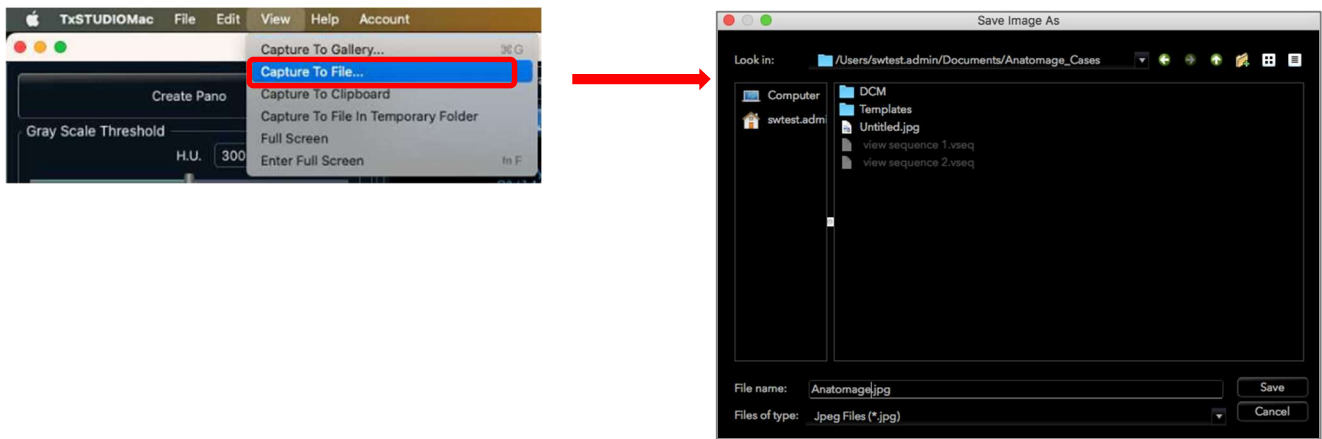 TxSTUDIOMac File Edit View Help Account
Capture To Gallery... ⌘G
Capture To File...
Capture To Clipboard
Capture To File In Temporary Folder
Full Screen
Enter Full Screen fn F
Create Pano
Gray Scale Threshold
H.U. 300
Save Image As
Look in: /Users/swtest.admin/Documents/Anatomage_Cases
Computer
swtest.admi
DCM
Templates
Untitled.jpg
view sequence 1.vseq
view sequence 2.vseq
File name: Anatomage.jpg Save
Files of type: Jpeg Files (*.jpg) Cancel